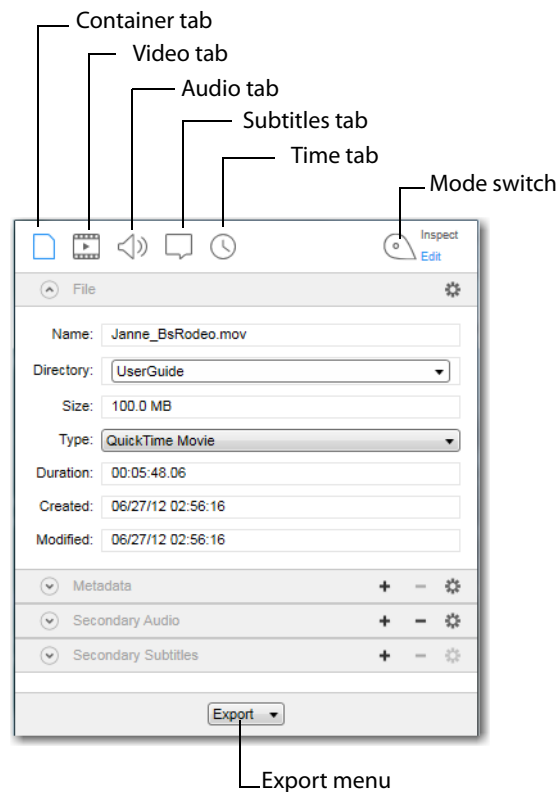 Container tab
Video tab
Audio tab
Subtitles tab
Time tab
Mode switch
Inspect
Edit
File
Name: Janne_BsRodeo.mov
Directory: UserGuide
Size: 100.0 MB
Type: QuickTime Movie
Duration: 00:05:48.06
Created: 06/27/12 02:56:16
Modified: 06/27/12 02:56:16
Metadata + –
Secondary Audio + –
Secondary Subtitles + –
Export
Export menu